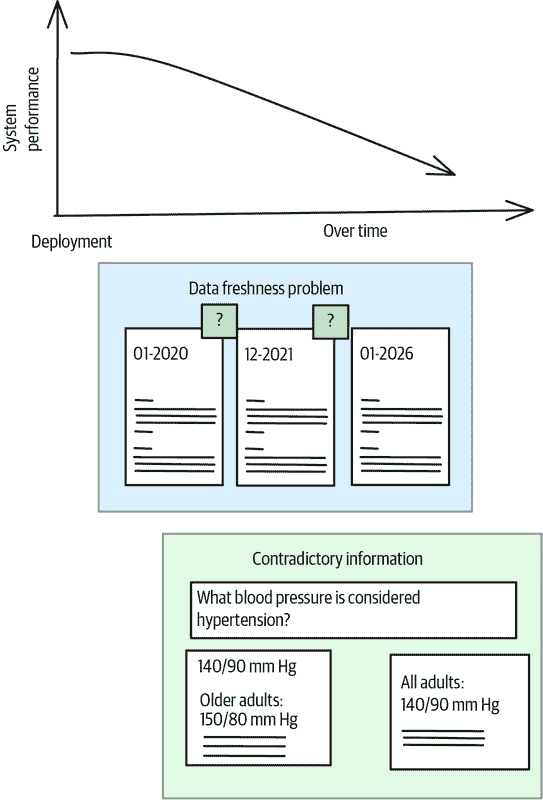 System
performance
Deployment
Over time
Data freshness problem
?
?
01-2020
12-2021
01-2026
Contradictory information
What blood pressure is considered
hypertension?
140/90 mm Hg
Older adults:
150/80 mm Hg
All adults:
140/90 mm Hg